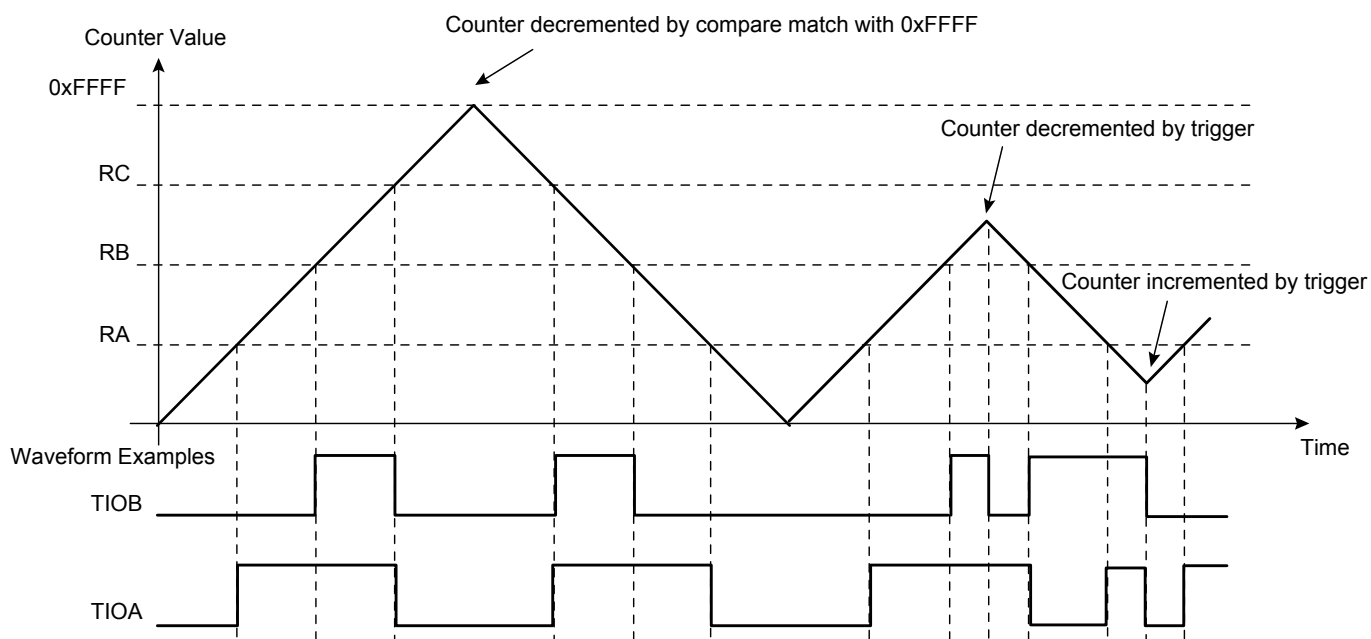 Counter decremented by compare match with 0xFFFF
Counter Value
0xFFFF
Counter decremented by trigger
RC
RB
Counter incremented by trigger
RA
Time
Waveform Examples
TIOB
TIOA